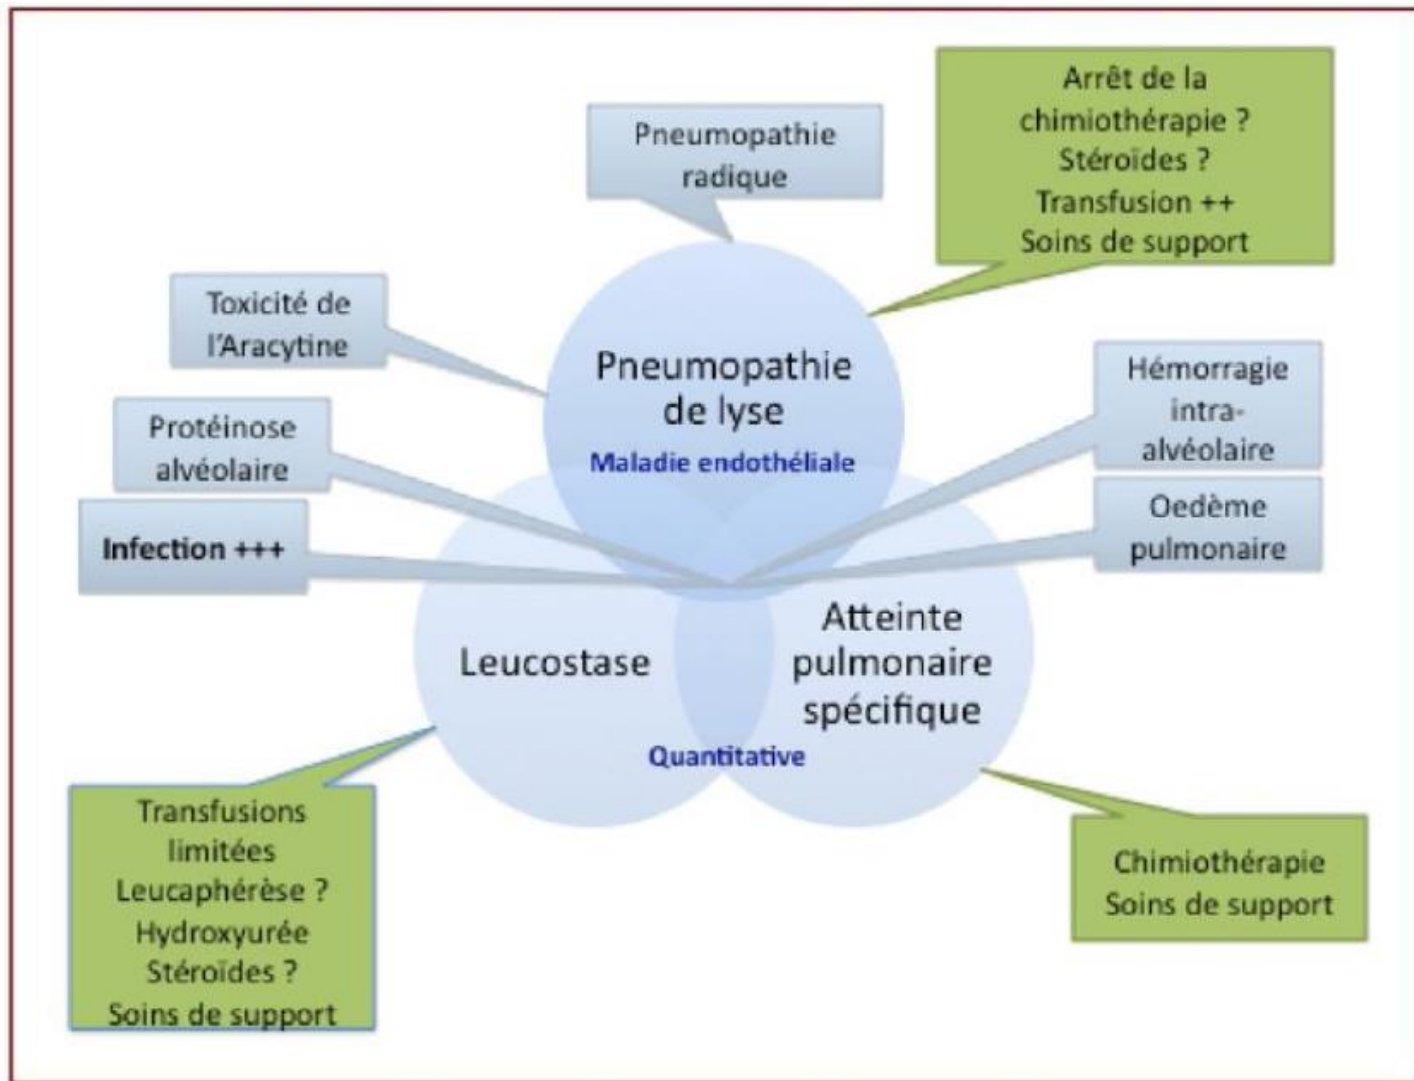 Arrêt de la
chimiothérapie ?
Stéroïdes ?
Transfusion ++
Soins de support
Pneumopathie
radique
Toxicité de
l'Aracytine
Protéinose
alvéolaire
Infection +++
Pneumopathie
de lyse
Maladie endothéliale
Hémorragie
intra-
alvéolaire
Oedème
pulmonaire
Leucostase
Atteinte
pulmonaire
spécifique
Quantitative
Transfusions
limitées
Leucaphérèse ?
Hydroxyurée
Stéroïdes ?
Soins de support
Chimiothérapie
Soins de support